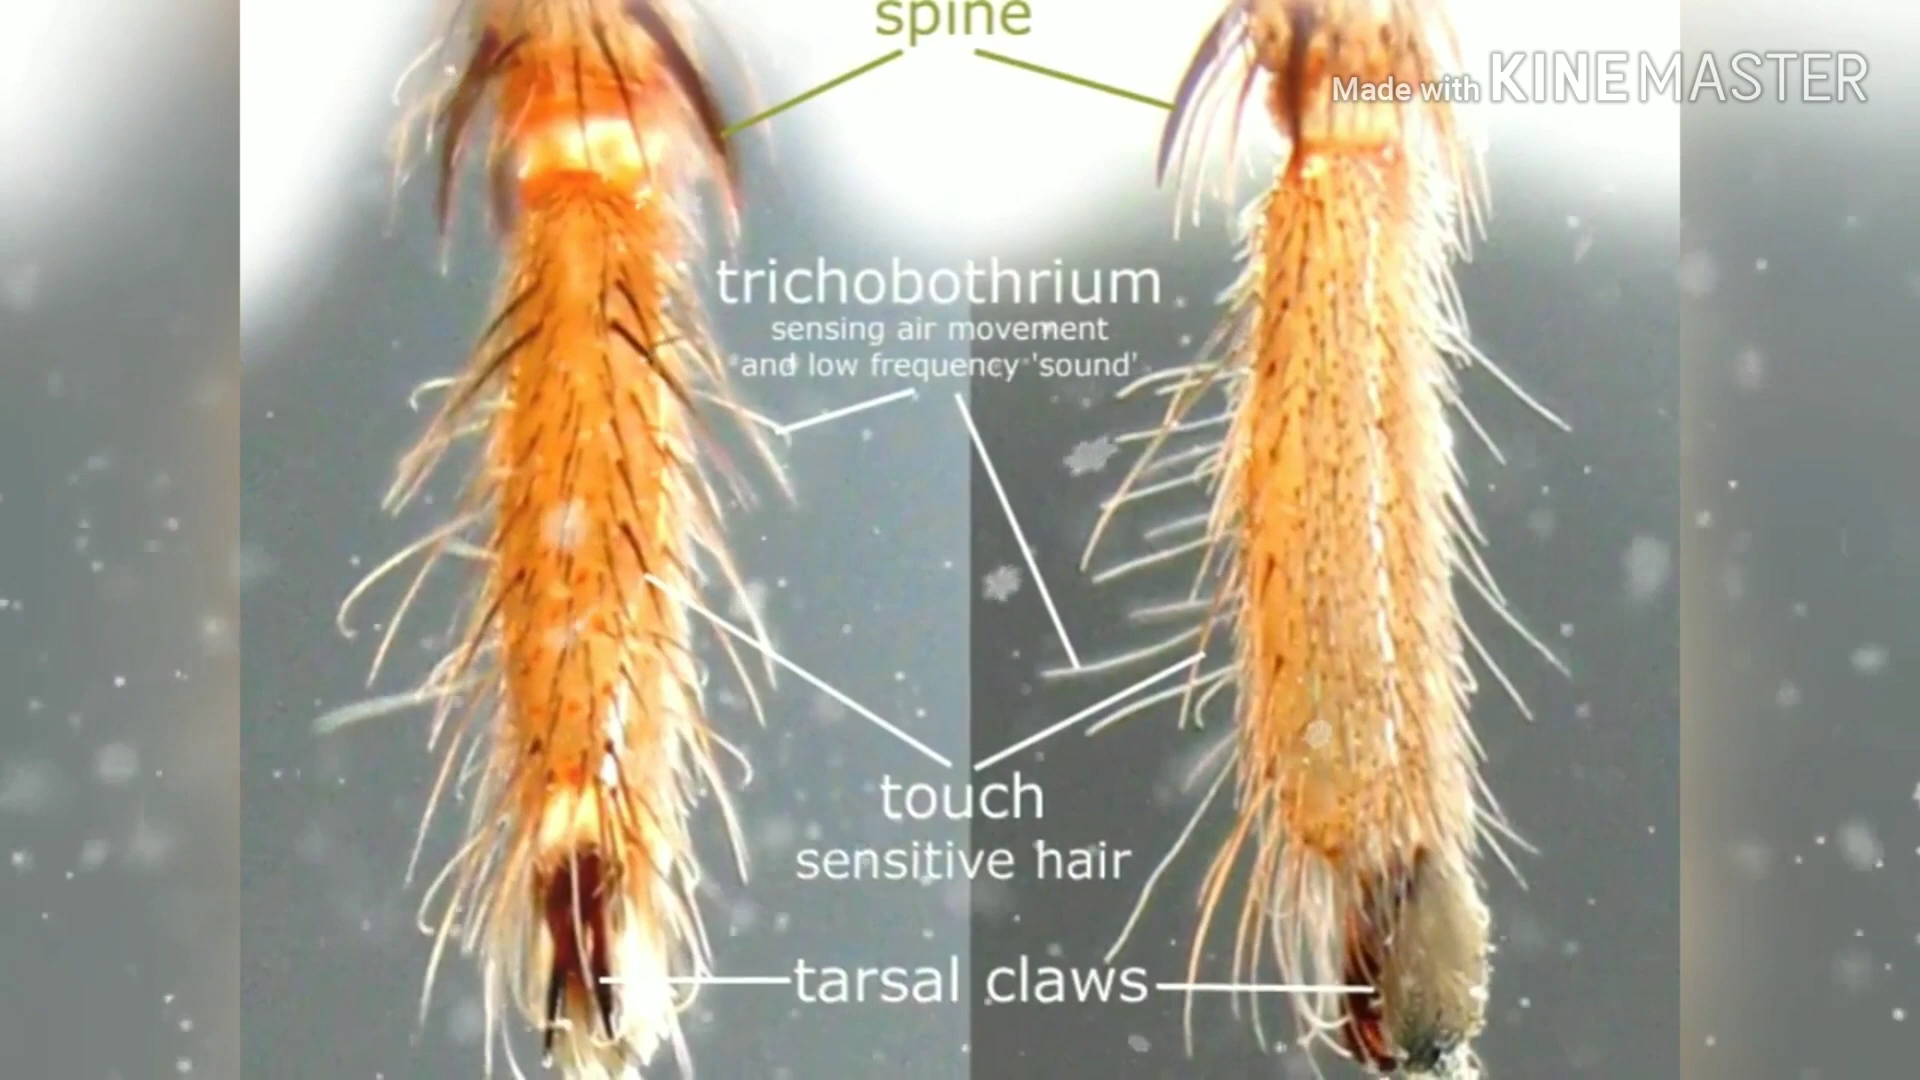 spine
Made with KINEMASTER
trichobothrium
sensing air movement
and low frequency 'sound'
touch
sensitive hair
tarsal claws